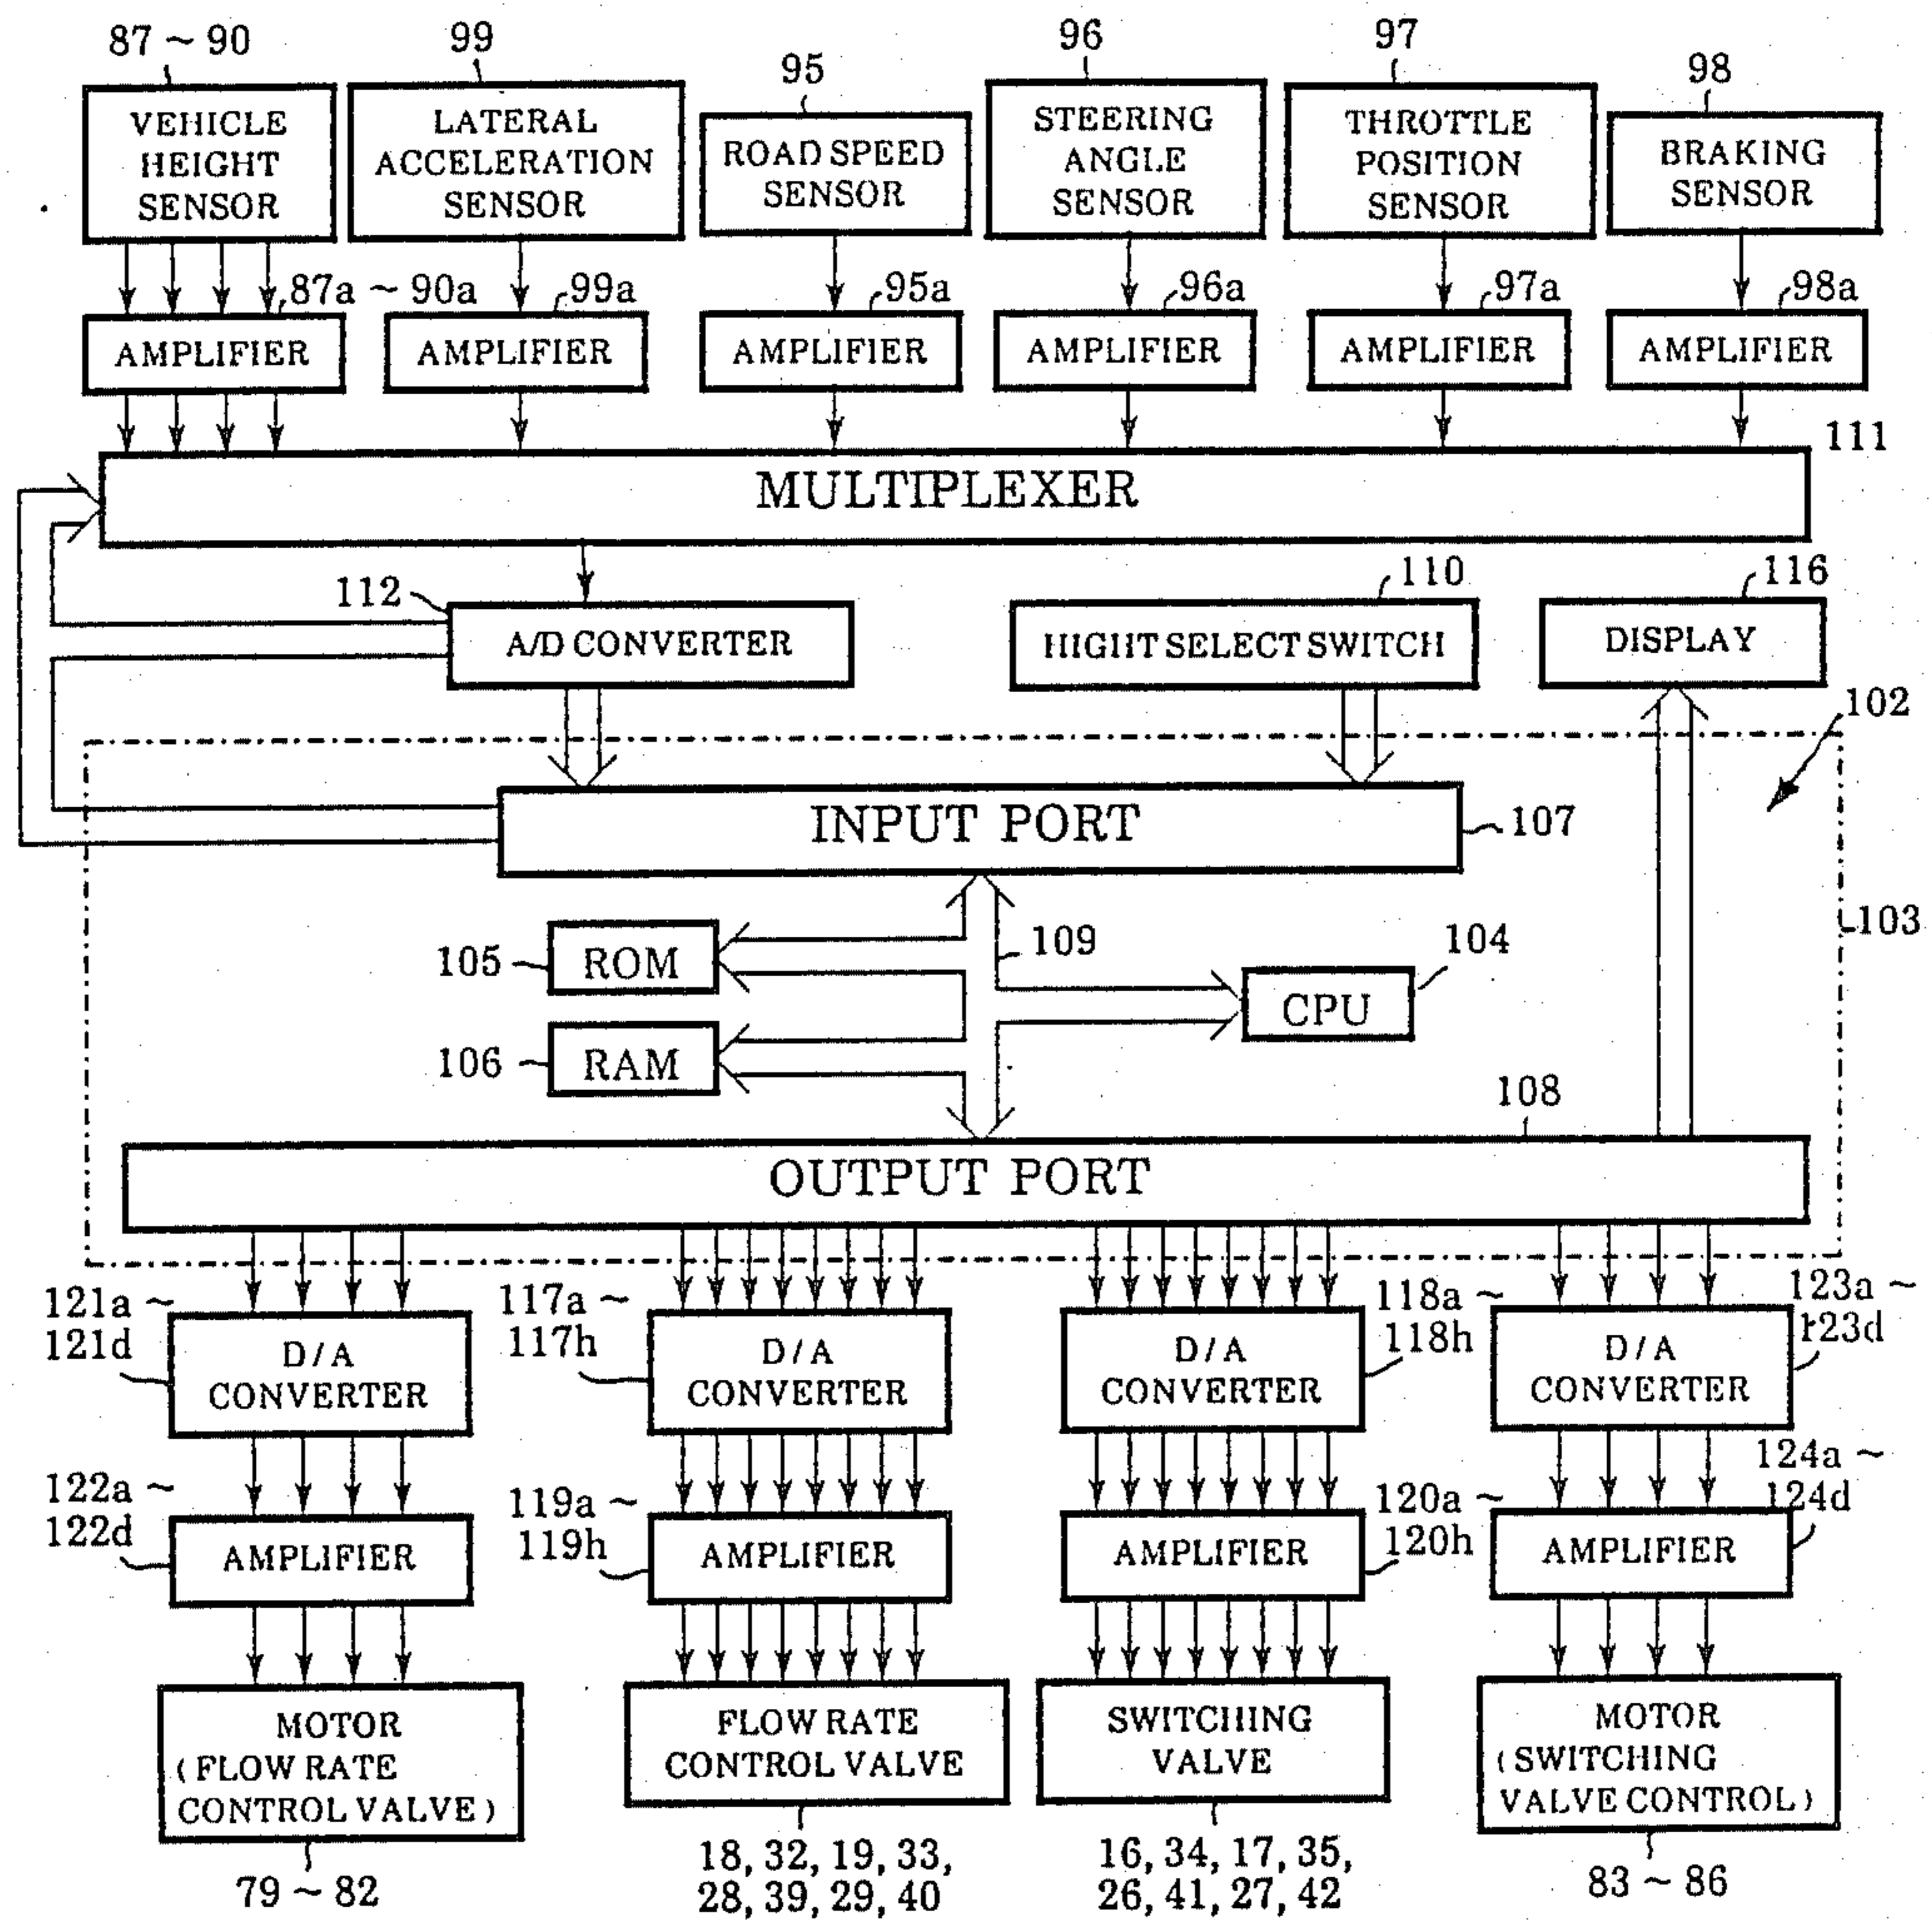 87 ~ 90
99
95
96
97
98
VEHICLE
HEIGHT
SENSOR
LATERAL
ACCELERATION
SENSOR
ROAD SPEED
SENSOR
STEERING
ANGLE
SENSOR
THROTTLE
POSITION
SENSOR
BRAKING
SENSOR
87a ~ 90a
99a
95a
96a
97a
98a
AMPLIFIER
AMPLIFIER
AMPLIFIER
AMPLIFIER
AMPLIFIER
AMPLIFIER
111
MULTIPLEXER
112
110
116
A/D CONVERTER
HIGHT SELECT SWITCH
DISPLAY
102
INPUT PORT
107
103
105
ROM
109
104
CPU
106
RAM
108
OUTPUT PORT
121a ~
121d
D/A
CONVERTER
117a ~
117h
D/A
CONVERTER
118a ~
118h
D/A
CONVERTER
123a ~
123d
D/A
CONVERTER
122a ~
122d
AMPLIFIER
119a ~
119h
AMPLIFIER
120a ~
120h
AMPLIFIER
124a ~
124d
AMPLIFIER
MOTOR
(FLOW RATE
CONTROL VALVE)
FLOW RATE
CONTROL VALVE
SWITCHING
VALVE
MOTOR
(SWITCHING
VALVE CONTROL)
79 ~ 82
18, 32, 19, 33,
28, 39, 29, 40
16, 34, 17, 35,
26, 41, 27, 42
83 ~ 86